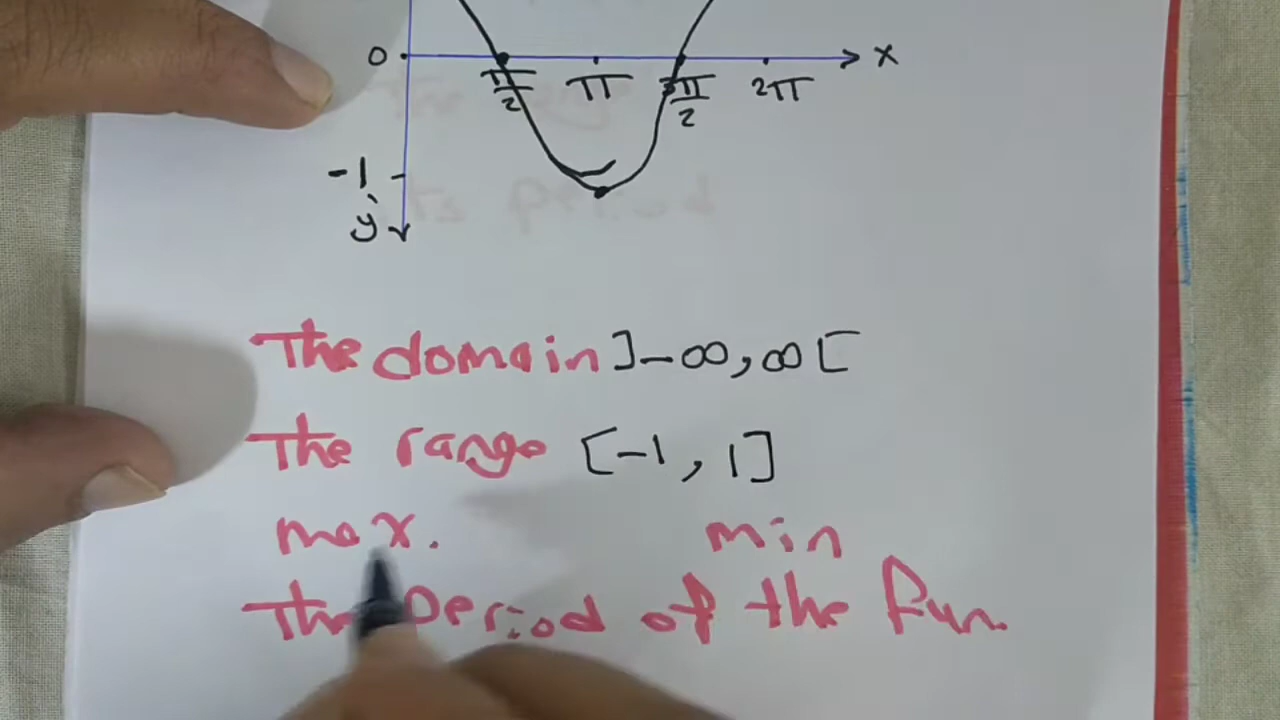 0 π/2 π 3π/2 2π x
-1
y`
The domain ]-∞,∞[
The range [-1, 1]
max. min
The Period of the fun.